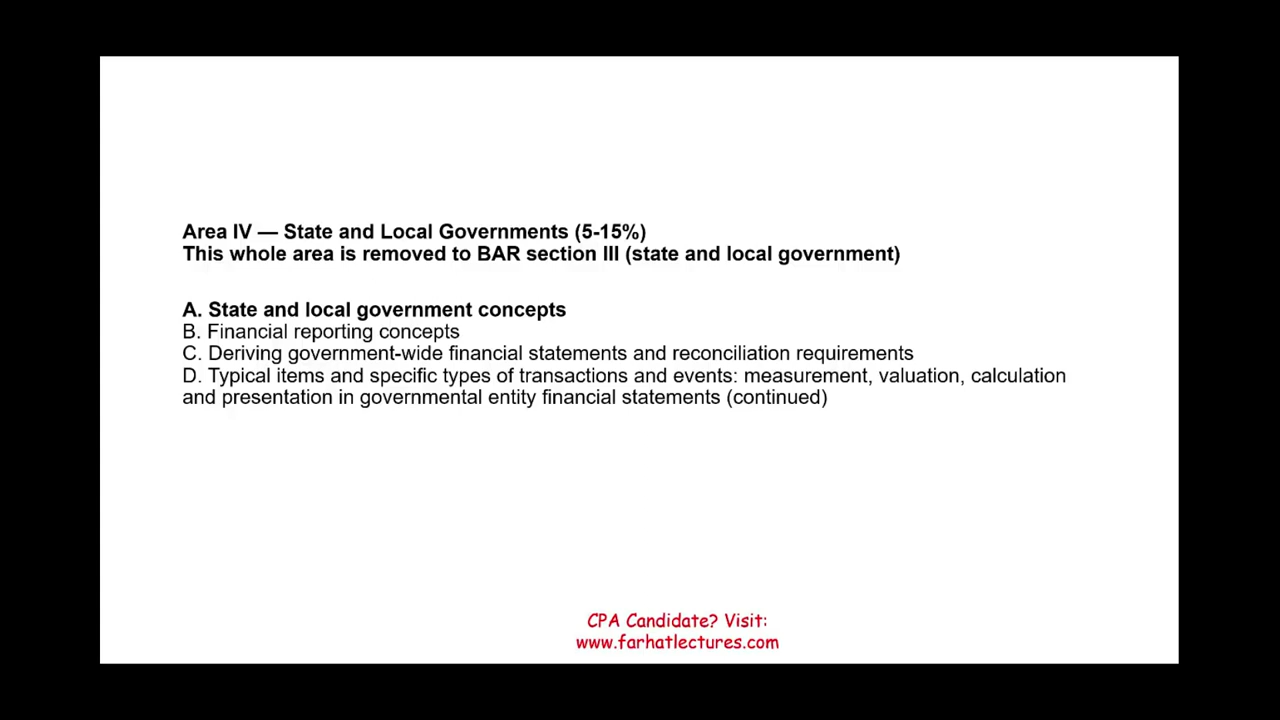 Area IV — State and Local Governments (5-15%)
This whole area is removed to BAR section III (state and local government)
A. State and local government concepts
B. Financial reporting concepts
C. Deriving government-wide financial statements and reconciliation requirements
D. Typical items and specific types of transactions and events: measurement, valuation, calculation
and presentation in governmental entity financial statements (continued)
CPA Candidate? Visit:
www.farhatlectures.com